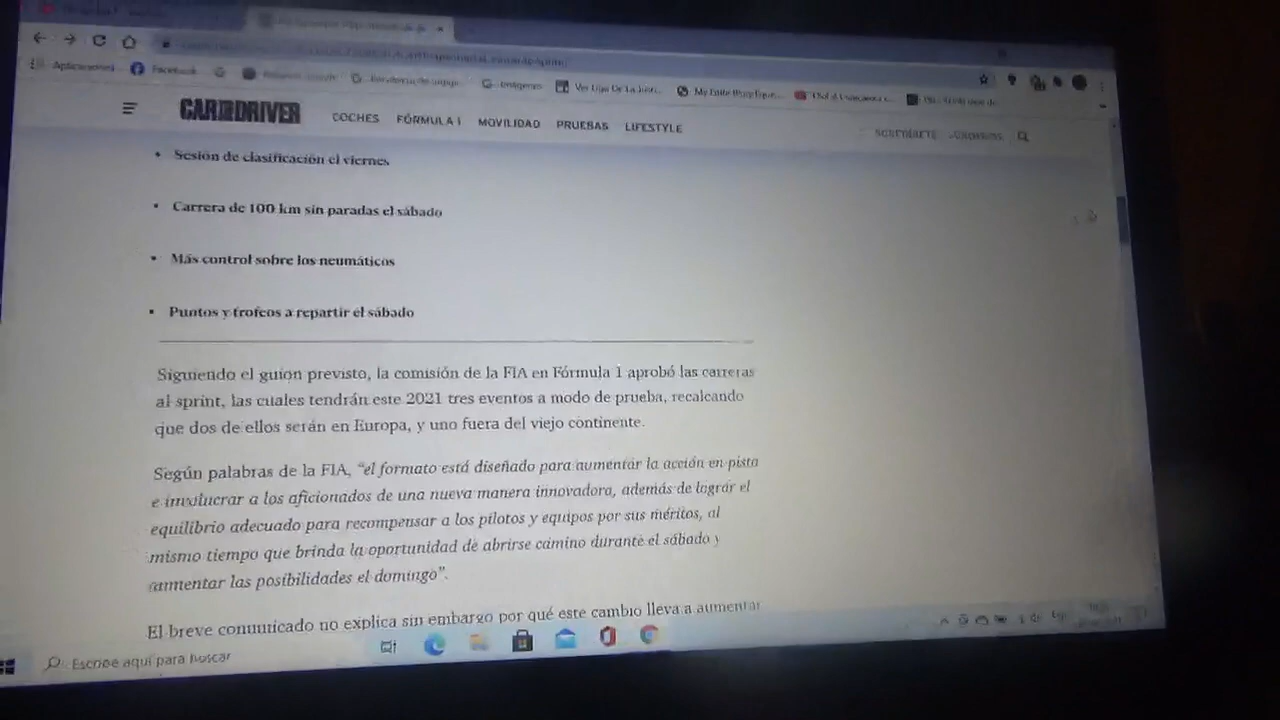 Aplicaciones Facebook Imágenes
CAR AND DRIVER COCHES FÓRMULA 1 MOVILIDAD PRUEBAS LIFESTYLE
• Sesión de clasificación el viernes
• Carrera de 100 km sin paradas el sábado
• Más control sobre los neumáticos
• Puntos y trofeos a repartir el sábado
Siguiendo el guion previsto, la comisión de la FIA en Fórmula 1 aprobó las carreras
al sprint, las cuales tendrán este 2021 tres eventos a modo de prueba, recalcando
que dos de ellos serán en Europa, y uno fuera del viejo continente.
Según palabras de la FIA, “el formato está diseñado para aumentar la acción en pista
e involucrar a los aficionados de una nueva manera innovadora, además de lograr el
equilibrio adecuado para recompensar a los pilotos y equipos por sus méritos, al
mismo tiempo que brinda la oportunidad de abrirse camino durante el sábado y
aumentar las posibilidades el domingo”.
El breve comunicado no explica sin embargo por qué este cambio lleva a aumentar
Escribe aquí para buscar